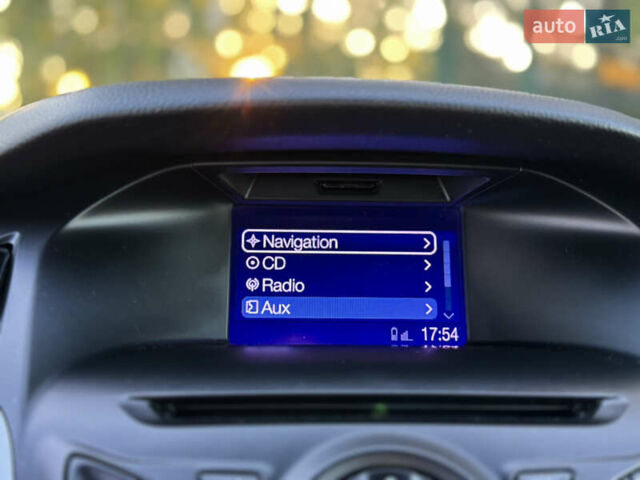 auto RIA.com
Navigation
CD
Radio
Aux
17:54